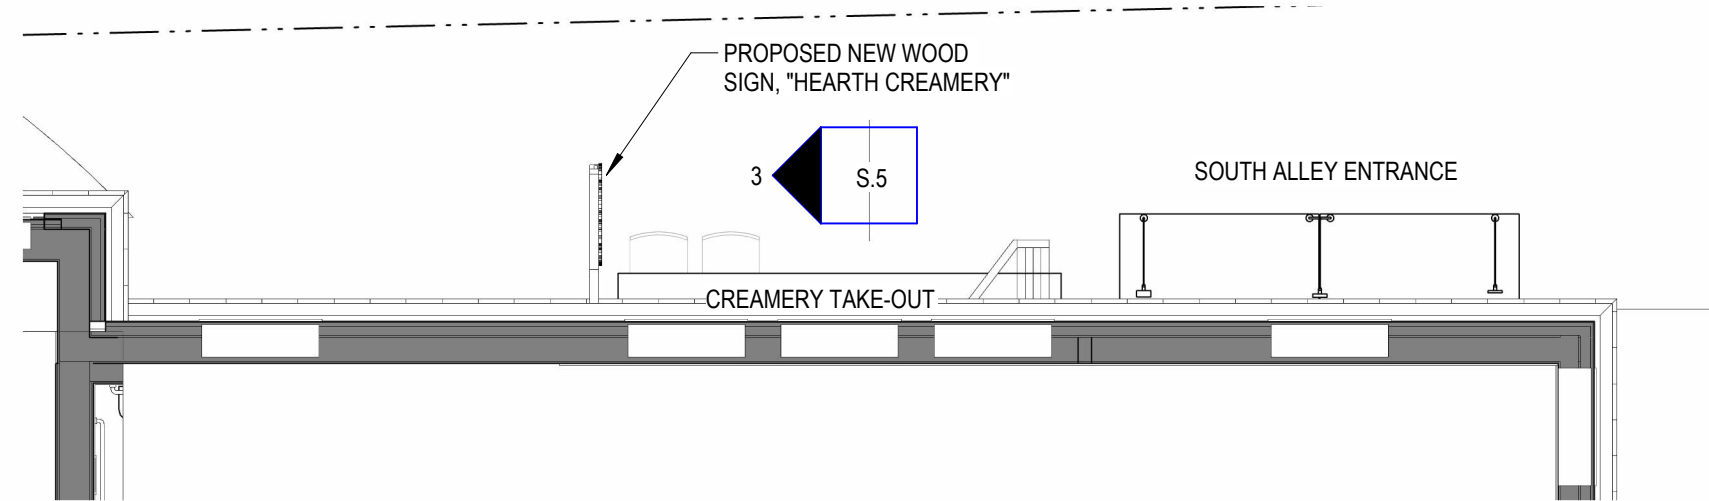 PROPOSED NEW WOOD
SIGN, "HEARTH CREAMERY"
3
S.5
SOUTH ALLEY ENTRANCE
CREAMERY TAKE-OUT